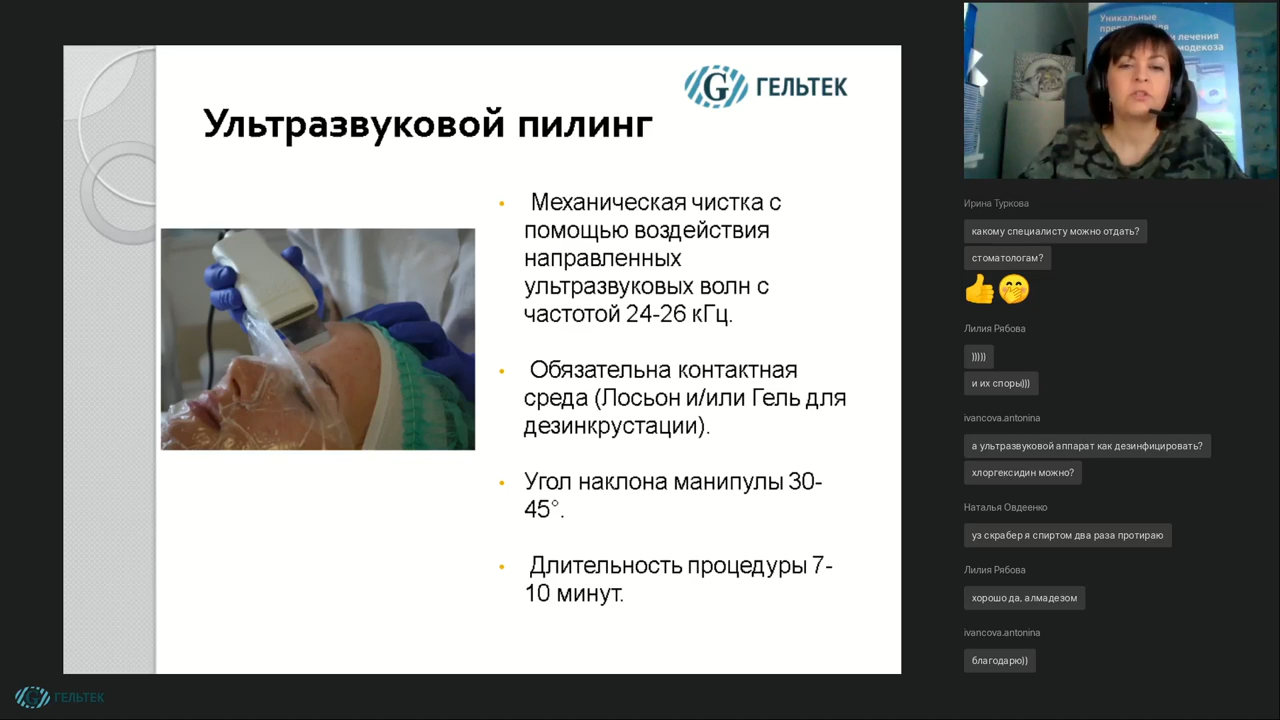 ГЕЛЬТЕК
Ультразвуковой пилинг
• Механическая чистка с
помощью воздействия
направленных
ультразвуковых волн с
частотой 24-26 кГц.
• Обязательна контактная
среда (Лосьон и/или Гель для
дезинкрустации).
• Угол наклона манипулы 30-
45°.
• Длительность процедуры 7-
10 минут.
ГЕЛЬТЕК
Уникальные
лечения
модекоза
Ирина Туркова
какому специалисту можно отдать?
стоматологам?
Лилия Рябова
)))))
и их споры)))
ivancova.antonina
а ультразвуковой аппарат как дезинфицировать?
хлоргексидин можно?
Наталья Овдеенко
уз скрабер я спиртом два раза протираю
Лилия Рябова
хорошо да, алмадезом
ivancova.antonina
благодарю))